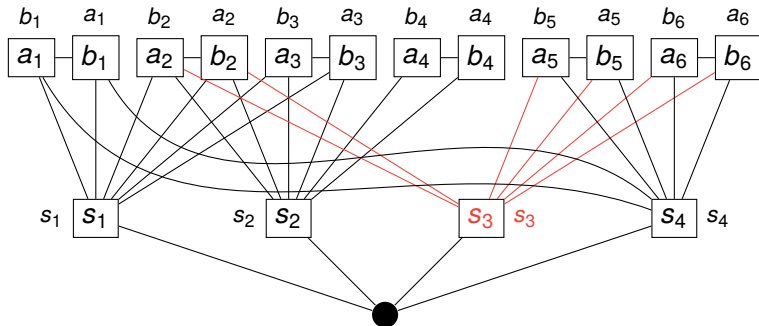 b₁ a₁ b₂ a₂ b₃ a₃ b₄ a₄ b₅ a₅ b₆ a₆
a₁ b₁ a₂ b₂ a₃ b₃ a₄ b₄ a₅ b₅ a₆ b₆
s₁ s₁ s₂ s₂ s₃ s₃ s₄ s₄